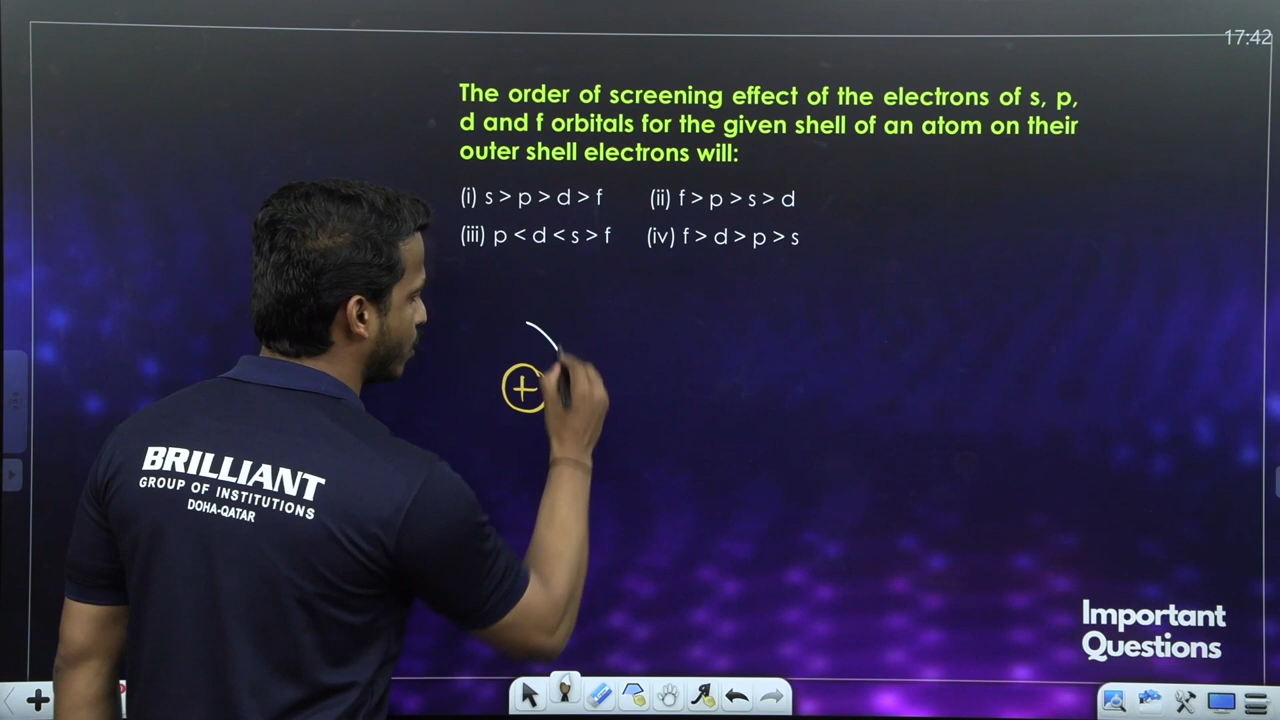 17:42
The order of screening effect of the electrons of s, p,
d and f orbitals for the given shell of an atom on their
outer shell electrons will:
(i) s > p > d > f (ii) f > p > s > d
(iii) p < d < s > f (iv) f > d > p > s
+
BRILLIANT
GROUP OF INSTITUTIONS
DOHA-QATAR
Important
Questions